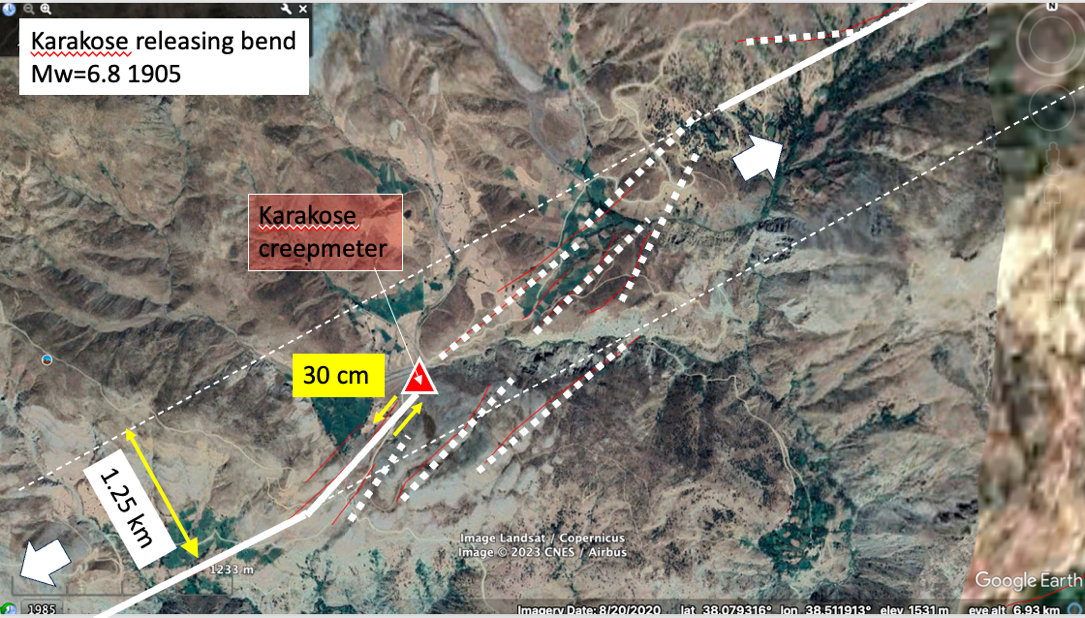 Karakose releasing bend
Mw=6.8 1905
N
Karakose
creepmeter
30 cm
1.25 km
Image Landsat / Copernicus
Image © 2023 CNES / Airbus
1233 m
Google Earth
1985
Imagery Date: 8/20/2020 lat 38.079316° lon 38.511913° elev 1531 m eye alt 6.93 km